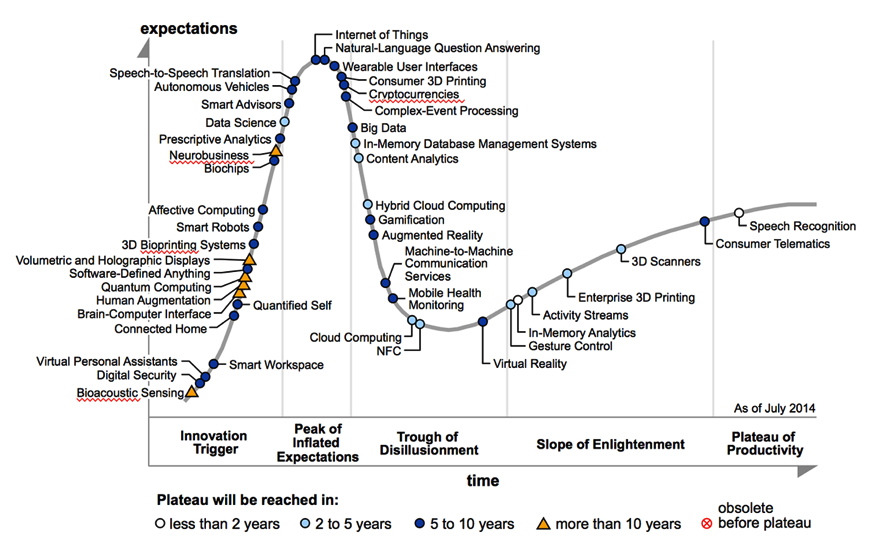 expectations
Internet of Things
Natural-Language Question Answering
Wearable User Interfaces
Speech-to-Speech Translation
Consumer 3D Printing
Autonomous Vehicles
Cryptocurrencies
Smart Advisors
Complex-Event Processing
Data Science
Big Data
Prescriptive Analytics
In-Memory Database Management Systems
Neurobusiness
Content Analytics
Biochips
Hybrid Cloud Computing
Affective Computing
Gamification
Smart Robots
Augmented Reality
3D Bioprinting Systems
Machine-to-Machine
Communication
Services
Volumetric and Holographic Displays
Software-Defined Anything
Quantum Computing
Mobile Health
Monitoring
Human Augmentation
Quantified Self
Brain-Computer Interface
Connected Home
Cloud Computing
NFC
Virtual Personal Assistants
Smart Workspace
Digital Security
Bioacoustic Sensing
Speech Recognition
Consumer Telematics
3D Scanners
Enterprise 3D Printing
Activity Streams
In-Memory Analytics
Gesture Control
Virtual Reality
As of July 2014
Innovation
Trigger
Peak of
Inflated
Expectations
Trough of
Disillusionment
Slope of Enlightenment
Plateau of
Productivity
time
Plateau will be reached in:
less than 2 years
2 to 5 years
5 to 10 years
more than 10 years
obsolete
before plateau